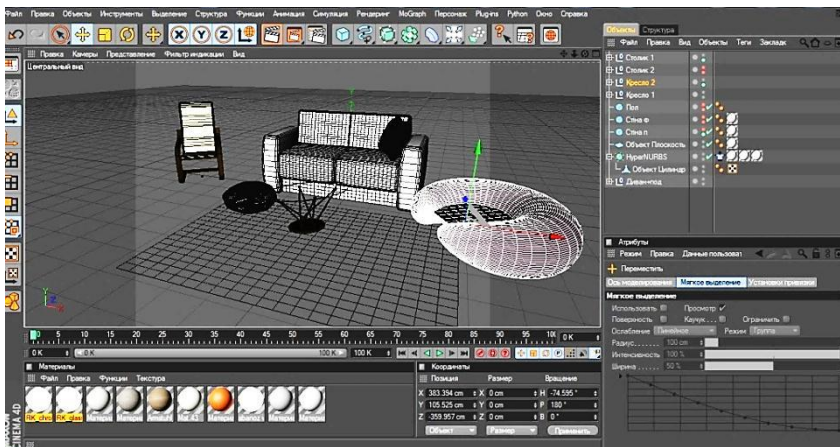 Файл Правка Объекты Инструменты Выделение Структура Функции Анимация Симуляция Рендеринг MoGraph Персонаж Plug-ins Python Окно Справка
Объекты Структура
Файл Правка Вид Объекты Теги Закладк
Правка Камеры Представление Фильтр индикации Вид
Центральный вид
Столик 1
Столик 2
Кресло 2
Кресло 1
Пол
Стна ф
Стна п
Объект Плоскость
HyperNURBS
Объект Цилиндр
Диван+под
Атрибуты
Режим Правка Данные пользоват
Переместить
Ось моделирования Мягкое выделение Установки привязки
Мягкое выделение
Использовать Просмотр
Поверхность Каучук Ограничить
Ослабление Линейное Режим Группа
Радиус 100 cm
Интенсивность 100 %
Ширина 50 %
0 5 10 15 20 25 30 35 40 45 50 55 60 65 70 75 80 85 90 95 10 0 K
0 K 0 K 100 K 100 K
Материалы
Файл Правка Функции Текстура
Координаты
Позиция Размер Вращение
X 383.394 cm X 0 cm H -74.595 °
Y 105.525 cm Y 0 cm P 180 °
Z -359.957 cm Z 0 cm B 0 °
Объект Размер Применить
CINEMA 4D